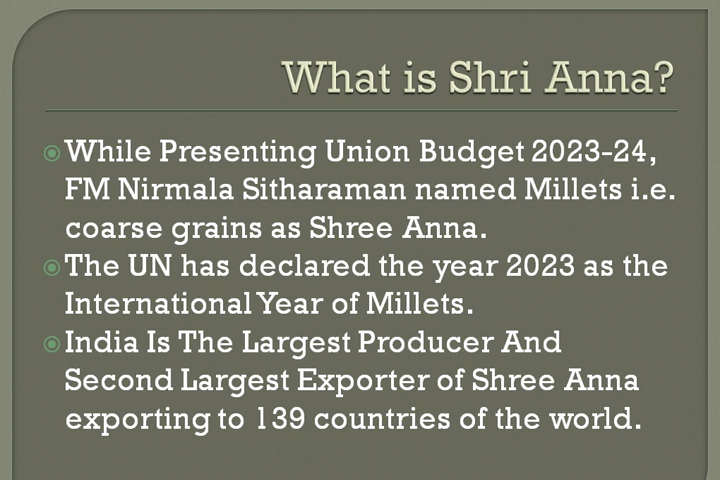 What is Shri Anna?
While Presenting Union Budget 2023-24,
FM Nirmala Sitharaman named Millets i.e.
coarse grains as Shree Anna.
The UN has declared the year 2023 as the
International Year of Millets.
India Is The Largest Producer And
Second Largest Exporter of Shree Anna
exporting to 139 countries of the world.